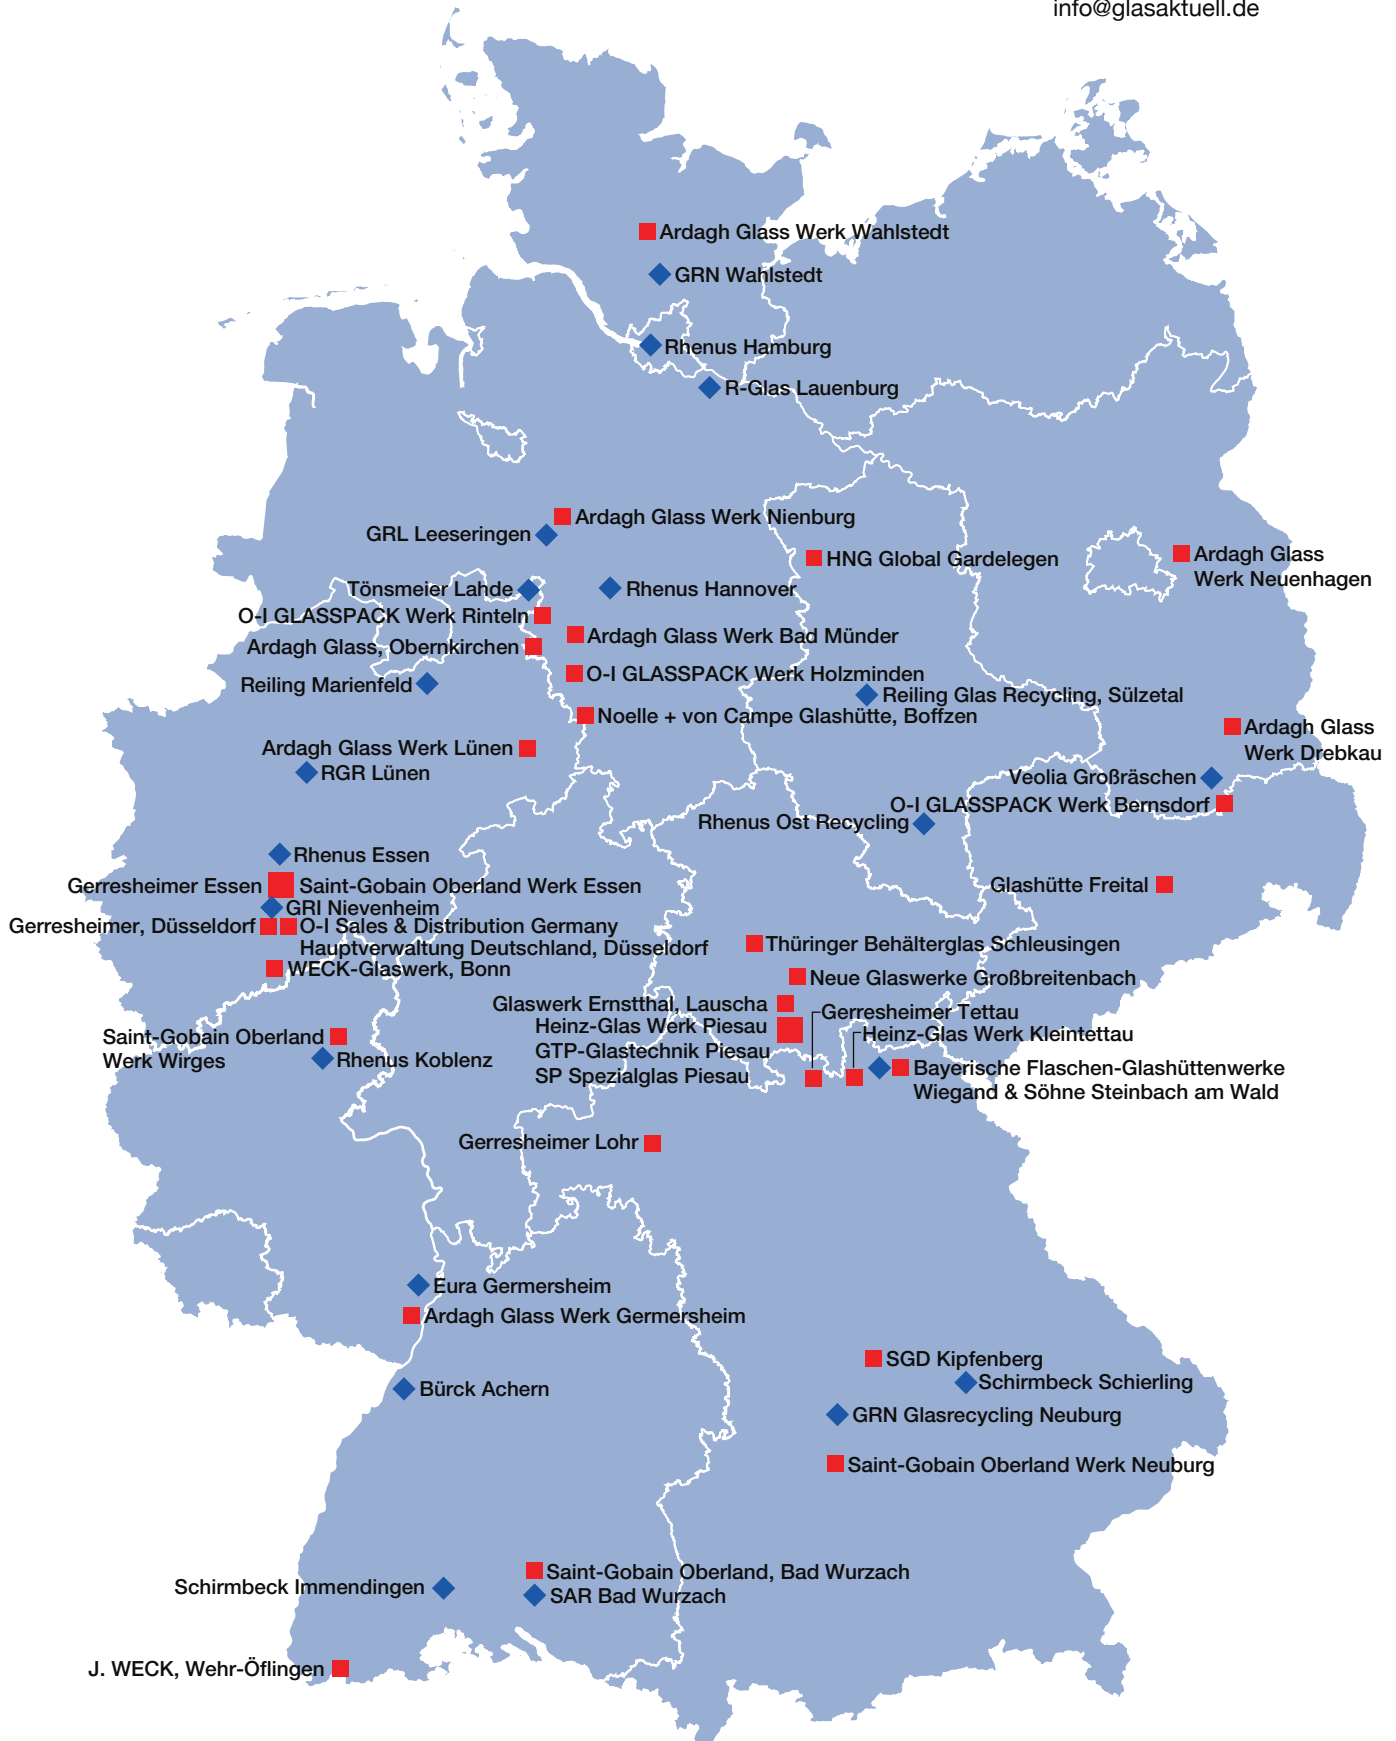 info@glasaktuell.de
Ardagh Glass Werk Wahlstedt
GRN Wahlstedt
Rhenus Hamburg
R-Glas Lauenburg
Ardagh Glass Werk Nienburg
GRL Leeseringen
HNG Global Gardelegen
Ardagh Glass
Werk Neuenhagen
Tönsmeier Lahde
Rhenus Hannover
O-I GLASSPACK Werk Rinteln
Ardagh Glass Werk Bad Münder
Ardagh Glass, Obernkirchen
O-I GLASSPACK Werk Holzminden
Reiling Marienfeld
Reiling Glas Recycling, Sülzetal
Noelle + von Campe Glashütte, Boffzen
Ardagh Glass
Werk Drebkau
Ardagh Glass Werk Lünen
RGR Lünen
Veolia Großräschen
O-I GLASSPACK Werk Bernsdorf
Rhenus Ost Recycling
Rhenus Essen
Gerresheimer Essen
Saint-Gobain Oberland Werk Essen
Glashütte Freital
GRI Nievenheim
Gerresheimer, Düsseldorf
O-I Sales & Distribution Germany
Hauptverwaltung Deutschland, Düsseldorf
Thüringer Behälterglas Schleusingen
WECK-Glaswerk, Bonn
Neue Glaswerke Großbreitenbach
Glaswerk Ernstthal, Lauscha
Gerresheimer Tettau
Heinz-Glas Werk Piesau
Heinz-Glas Werk Kleintettau
GTP-Glastechnik Piesau
SP Spezialglas Piesau
Saint-Gobain Oberland
Werk Wirges
Rhenus Koblenz
Bayerische Flaschen-Glashüttenwerke
Wiegand & Söhne Steinbach am Wald
Gerresheimer Lohr
Eura Germersheim
Ardagh Glass Werk Germersheim
SGD Kipfenberg
Schirmbeck Schierling
Bürck Achern
GRN Glasrecycling Neuburg
Saint-Gobain Oberland Werk Neuburg
Saint-Gobain Oberland, Bad Wurzach
Schirmbeck Immendingen
SAR Bad Wurzach
J. WECK, Wehr-Öflingen